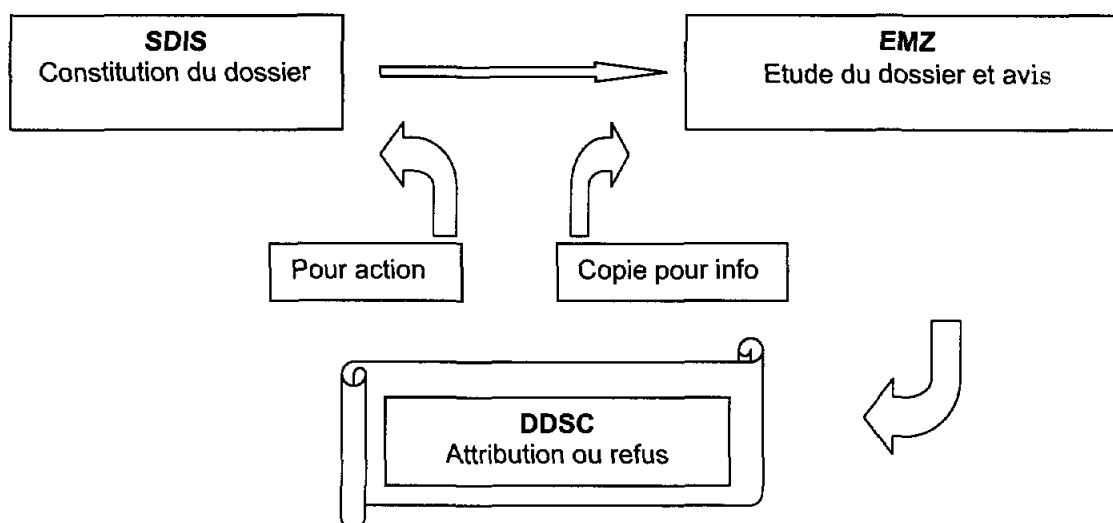 SDIS
Constitution du dossier
EMZ
Etude du dossier et avis
Pour action
Copie pour info
DDSC
Attribution ou refus